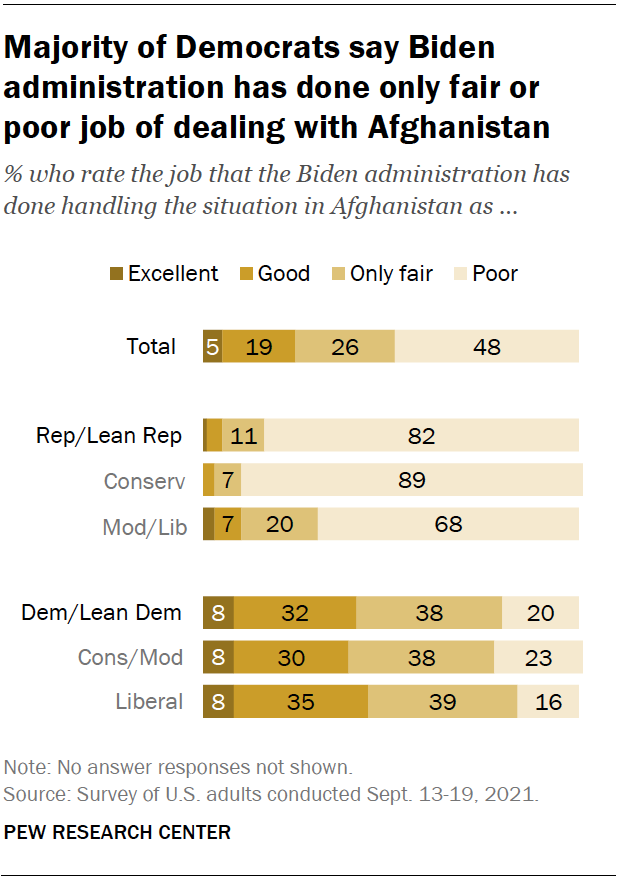 Majority of Democrats say Biden
administration has done only fair or
poor job of dealing with Afghanistan
% who rate the job that the Biden administration has
done handling the situation in Afghanistan as ...
Excellent Good Only fair Poor
Total 5 19 26 48
Rep/Lean Rep 11 82
Conserv 7 89
Mod/Lib 7 20 68
Dem/Lean Dem 8 32 38 20
Cons/Mod 8 30 38 23
Liberal 8 35 39 16
Note: No answer responses not shown.
Source: Survey of U.S. adults conducted Sept. 13-19, 2021.
PEW RESEARCH CENTER